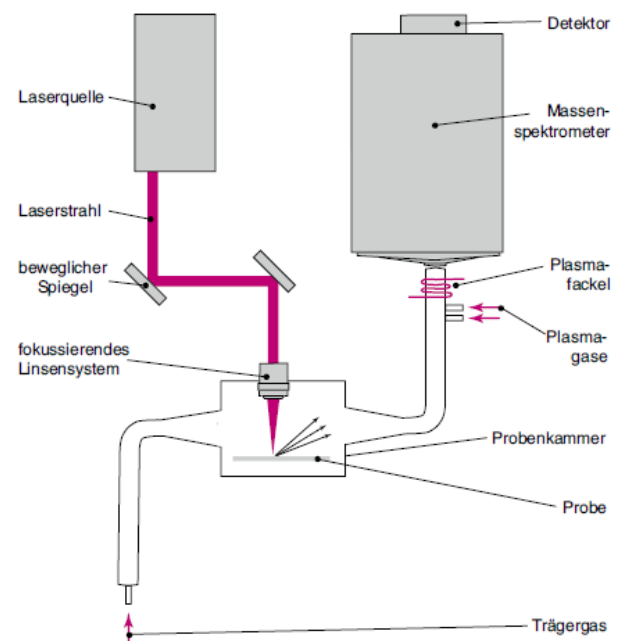 Detektor
Laserquelle
Massen-
spektrometer
Laserstrahl
beweglicher
Spiegel
Plasma-
fackel
Plasma-
gase
fokussierendes
Linsensystem
Probenkammer
Probe
Trägergas